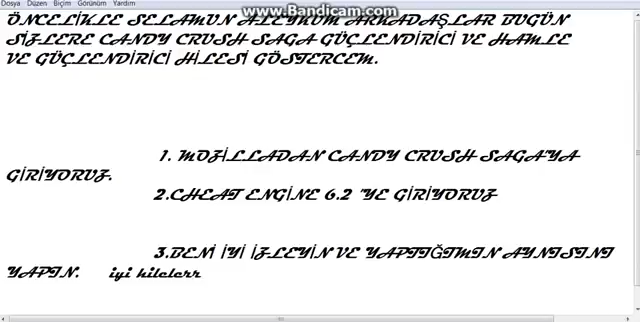 Dosya Düzen Biçim Görünüm Yardım
www.Bandicam.com
ÖNCELİKLE SELAMUN ALEYKÜM ARKADAŞLAR BUGÜN
SİZLERE CANDY CRUSH SAGA GÜÇLENDİRİCİ VE HAMLE
VE GÜÇLENDİRİCİ HİLESİ GÖSTERCEM.
1. MOZİLLADAN CANDY CRUSH SAGA'YA
GİRİYORUZ.
2.CHEAT ENGİNE 6.2 'YE GİRİYORUZ
3.BENİ İYİ İZLEYİN VE YAPTIĞIMIN AYNISINI
YAPIN. iyi hilelerr